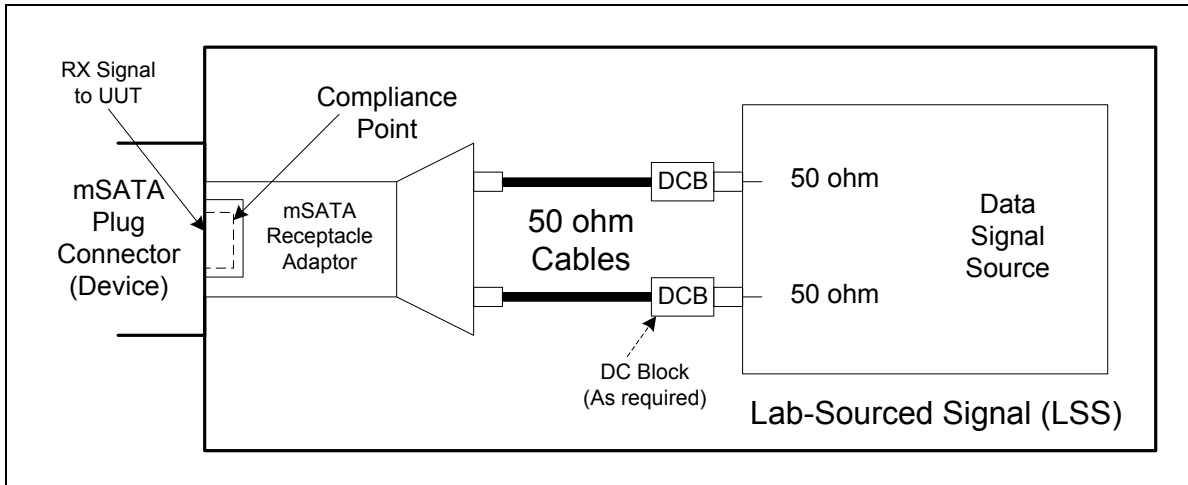 RX Signal
to UUT
Compliance
Point
mSATA
Plug
Connector
(Device)
mSATA
Receptacle
Adaptor
50 ohm
Cables
DCB
DCB
50 ohm
50 ohm
Data
Signal
Source
DC Block
(As required)
Lab-Sourced Signal (LSS)